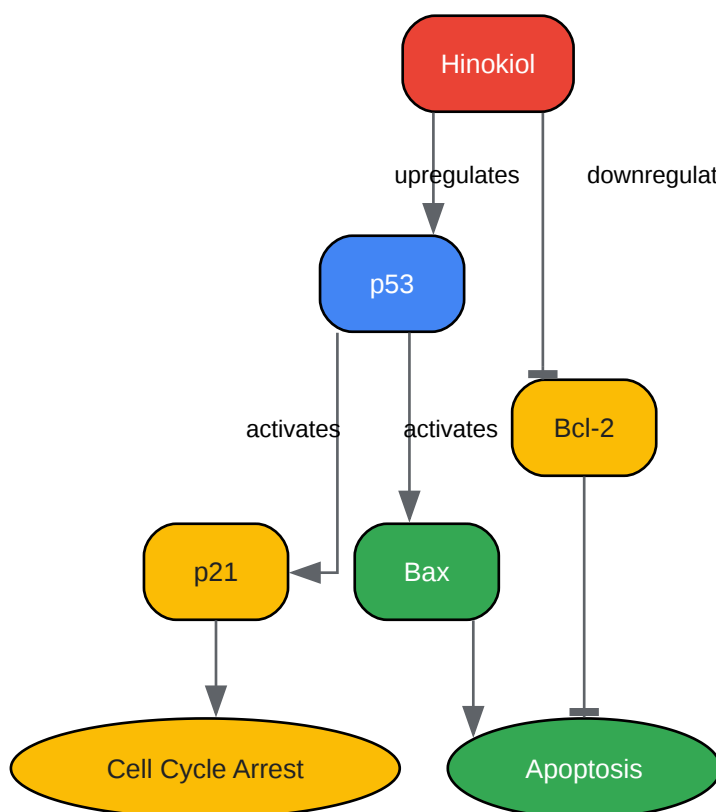 Hinokiol
upregulates
downregulat
p53
activates
activates
Bcl-2
p21
Bax
Cell Cycle Arrest
Apoptosis